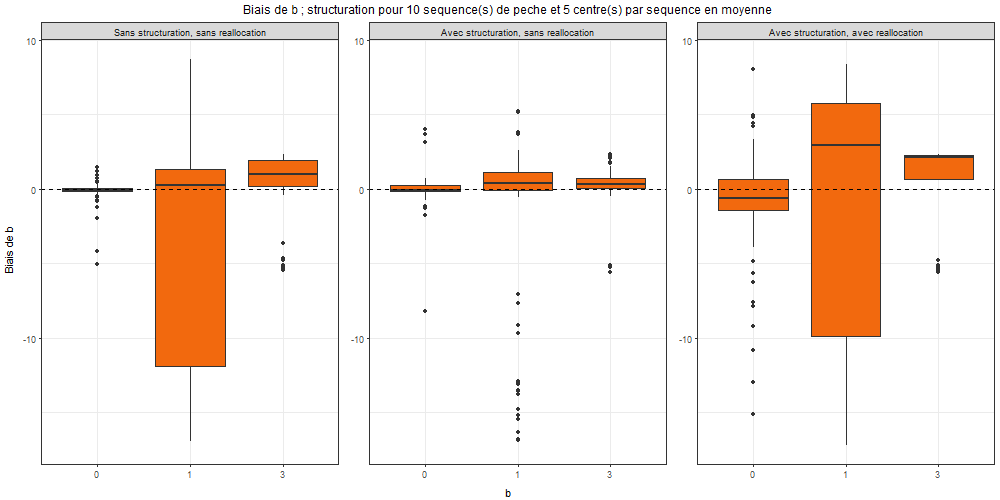 Biais de b ; structuration pour 10 sequence(s) de peche et 5 centre(s) par sequence en moyenne
Sans structuration, sans reallocation
Avec structuration, sans reallocation
Avec structuration, avec reallocation
Biais de b
10
0
-10
10
0
-10
10
0
-10
0 1 3
0 1 3
0 1 3
b